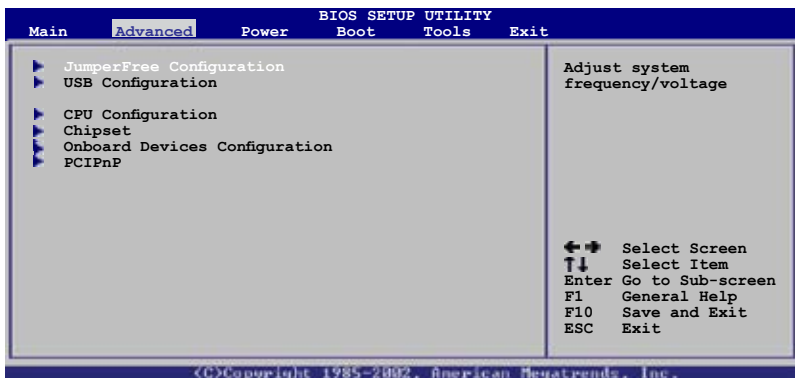 BIOS SETUP UTILITY
Main Advanced Power Boot Tools Exit
JumperFree Configuration
USB Configuration
CPU Configuration
Chipset
Onboard Devices Configuration
PCIPnP
Adjust system
frequency/voltage
Select Screen
Select Item
Enter Go to Sub-screen
F1 General Help
F10 Save and Exit
ESC Exit
(C)Copyright 1985-2002, American Megatrends, Inc.